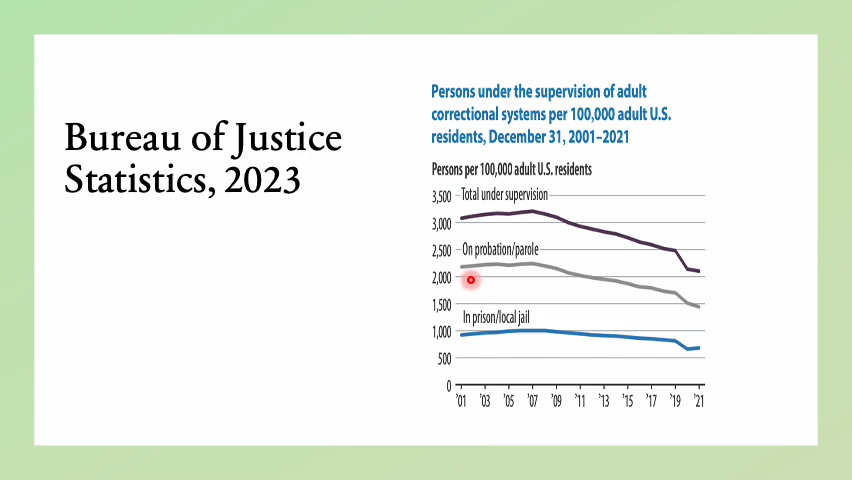 Bureau of Justice
Statistics, 2023
Persons under the supervision of adult
correctional systems per 100,000 adult U.S.
residents, December 31, 2001–2021
Persons per 100,000 adult U.S. residents
3,500
Total under supervision
3,000
2,500
On probation/parole
2,000
1,500
In prison/local jail
1,000
500
0
'01 '03 '05 '07 '09 '11 '13 '15 '17 '19 '21